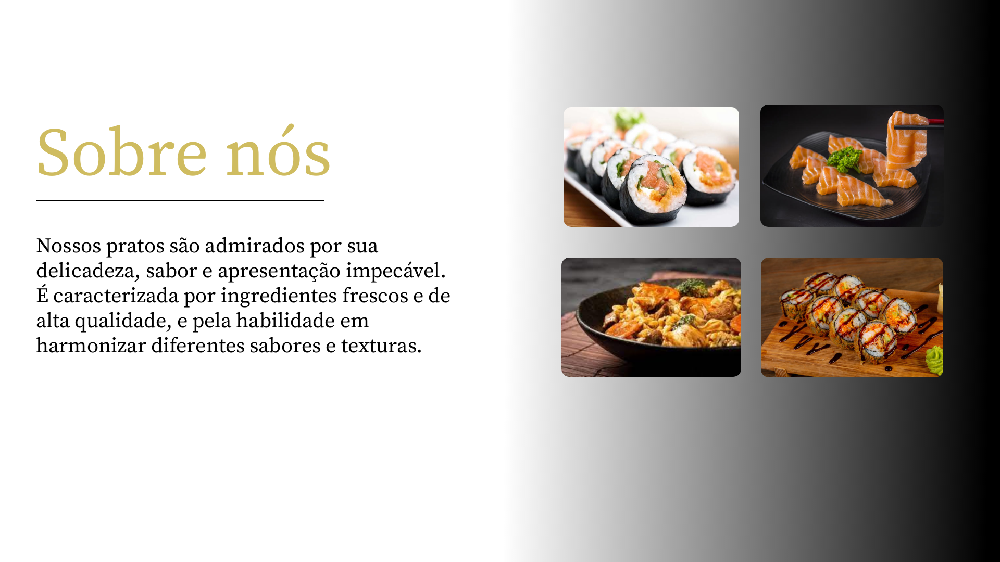 Sobre nós
Nossos pratos são admirados por sua
delicadeza, sabor e apresentação impecável.
É caracterizada por ingredientes frescos e de
alta qualidade, e pela habilidade em
harmonizar diferentes sabores e texturas.